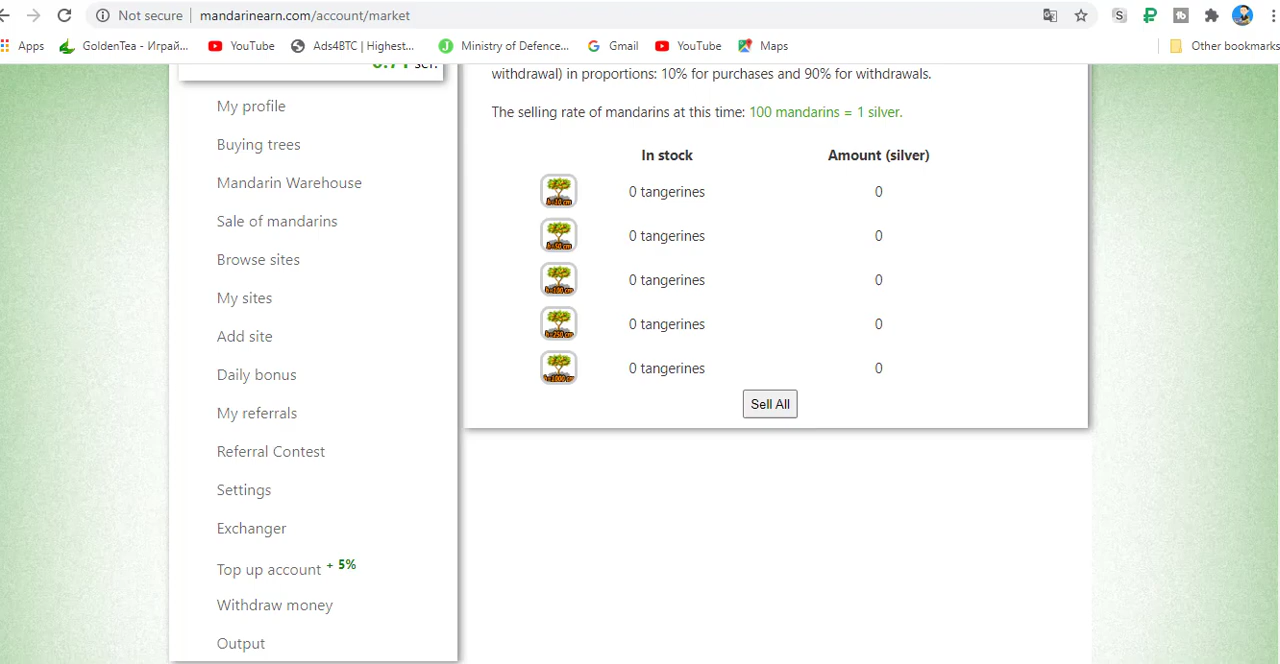 Not secure mandarinearn.com/account/market
Apps GoldenTea - Играй... YouTube Ads4BTC | Highest... Ministry of Defence... Gmail YouTube Maps Other bookmarks
My profile
Buying trees
Mandarin Warehouse
Sale of mandarins
Browse sites
My sites
Add site
Daily bonus
My referrals
Referral Contest
Settings
Exchanger
Top up account + 5%
Withdraw money
Output
withdrawal) in proportions: 10% for purchases and 90% for withdrawals.
The selling rate of mandarins at this time: 100 mandarins = 1 silver.
In stock Amount (silver)
0 tangerines 0
0 tangerines 0
0 tangerines 0
0 tangerines 0
0 tangerines 0
Sell All